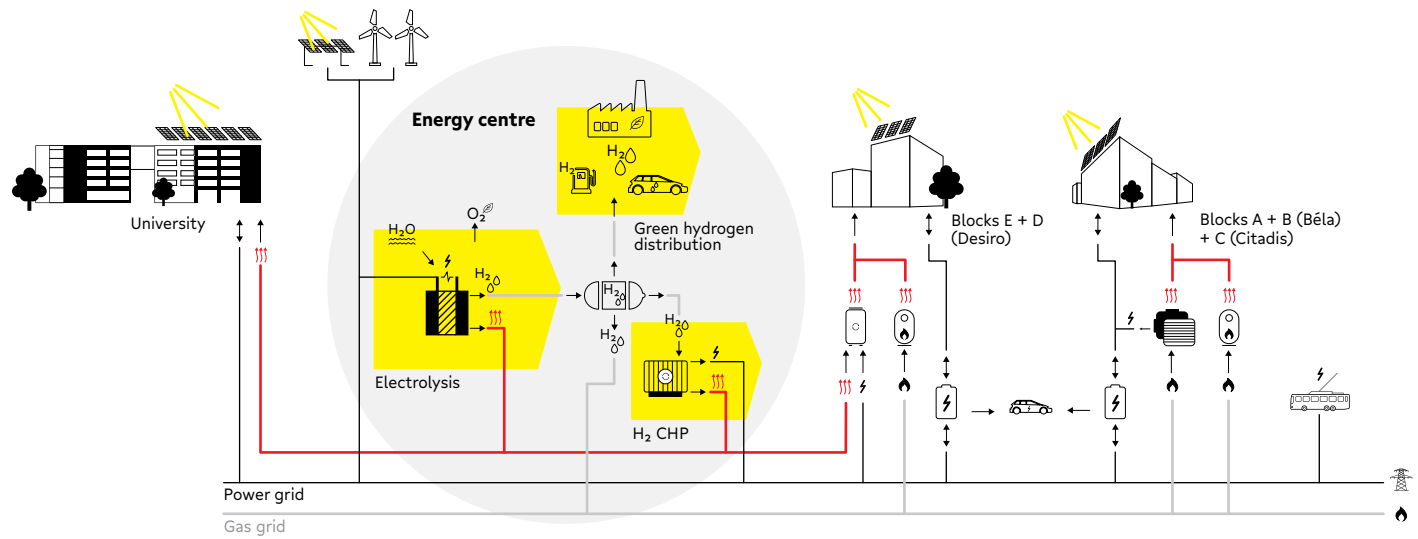 Energy centre
H₂
H₂
University
O₂
H₂O
Green hydrogen
distribution
Blocks E + D
(Desiro)
Blocks A + B (Béla)
+ C (Citadis)
H₂
H₂
H₂
H₂
Electrolysis
H₂ CHP
Power grid
Gas grid